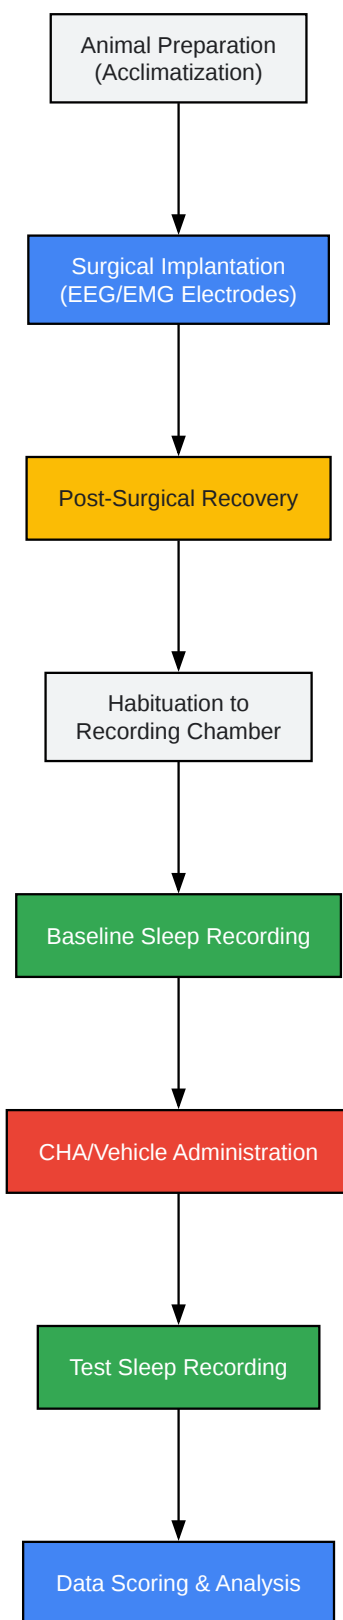 Animal Preparation
(Acclimatization)
Surgical Implantation
(EEG/EMG Electrodes)
Post-Surgical Recovery
Habituation to
Recording Chamber
Baseline Sleep Recording
CHA/Vehicle Administration
Test Sleep Recording
Data Scoring & Analysis